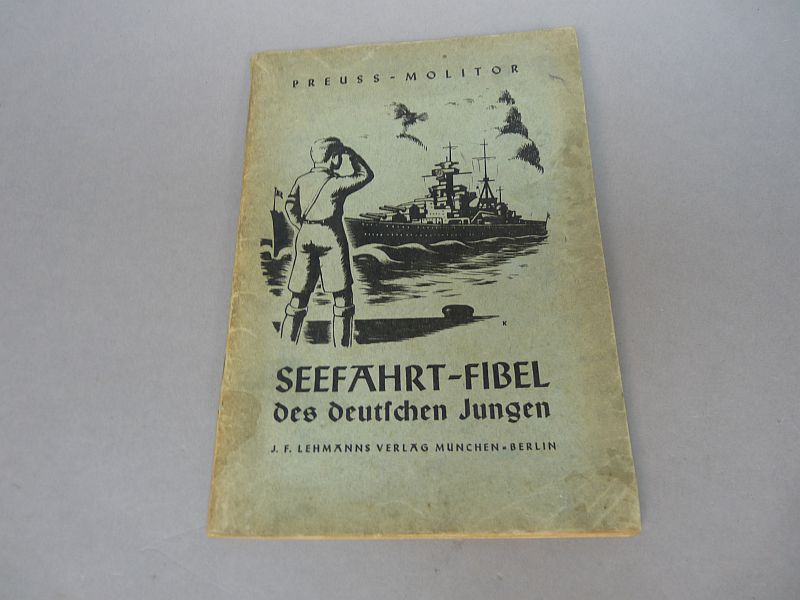 PREUSS-MOLITOR
K
SEEFAHRT-FIBEL
des deutſchen Jungen
J. F. LEHMANNS VERLAG MÜNCHEN-BERLIN